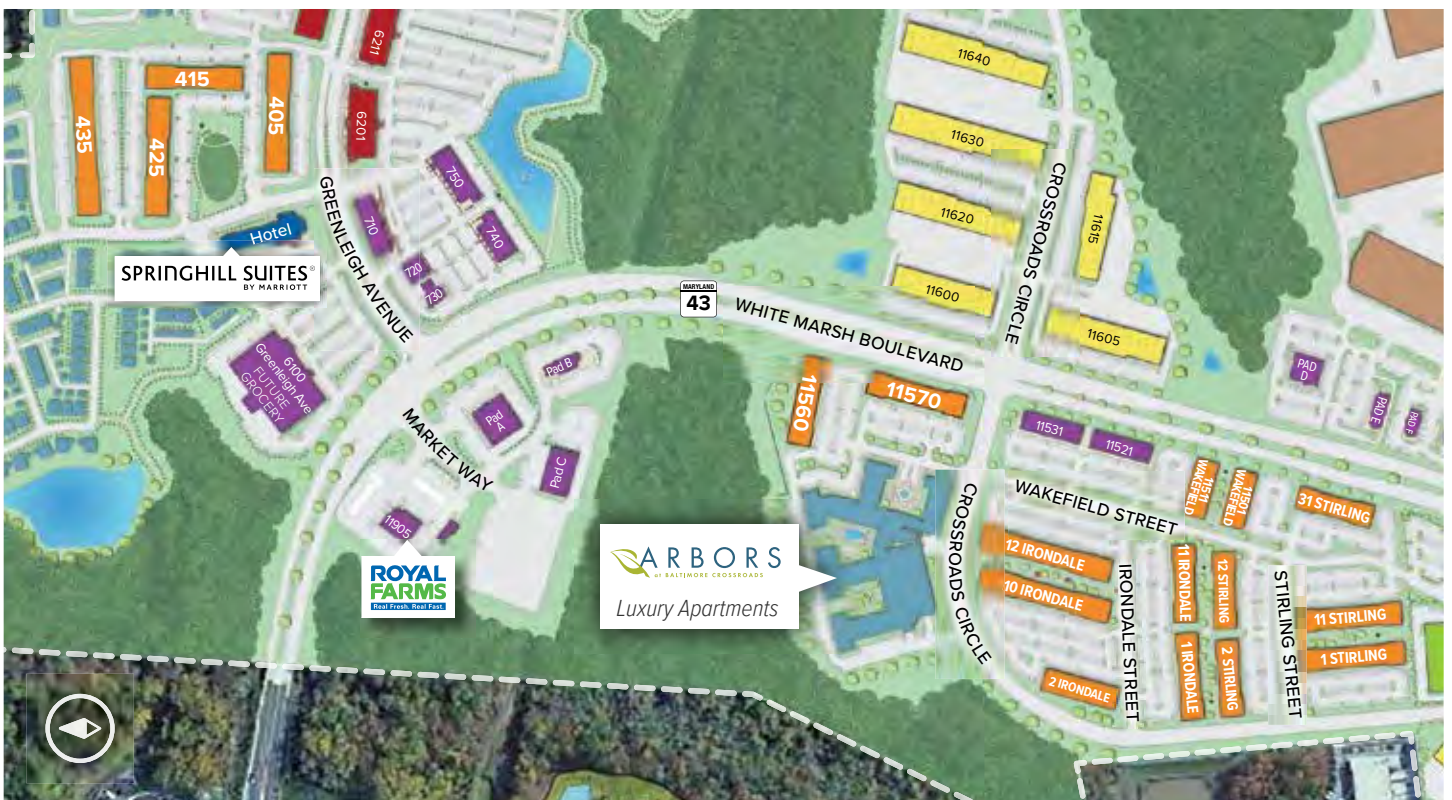 6211
11640
415
435
425
405
6201
11630
750
GREENLEIGH AVENUE
710
740
CROSSROADS CIRCLE
11620
11615
Hotel
SPRINGHILL SUITES®
BY MARRIOTT
720
730
11600
MARYLAND
43
WHITE MARSH BOULEVARD
11605
6100
Greenleigh Ave
FUTURE
GROCERY
Pad B
PAD
D
11560
11570
PAD E
PAD F
Pad
A
MARKET WAY
Pad C
11531
11521
11511
WAKEFIELD
11501
WAKEFIELD
31 STIRLING
WAKEFIELD STREET
CROSSROADS CIRCLE
11905
ROYAL
FARMS
Real Fresh. Real Fast.
ARBORS
at BALTIMORE CROSSROADS
Luxury Apartments
12 IRONDALE
10 IRONDALE
IRONDALE STREET
11 IRONDALE
12 STIRLING
STIRLING STREET
11 STIRLING
1 STIRLING
2 IRONDALE
1 IRONDALE
2 STIRLING